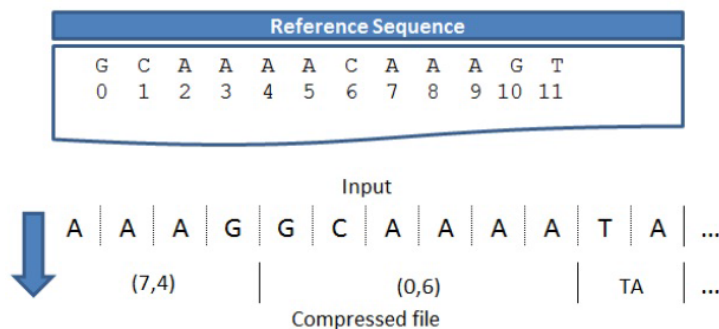 Reference Sequence
G C A A A A C A A A G T
0 1 2 3 4 5 6 7 8 9 10 11
Input
A A A G G C A A A A T A ...
(7,4) (0,6) TA ...
Compressed file